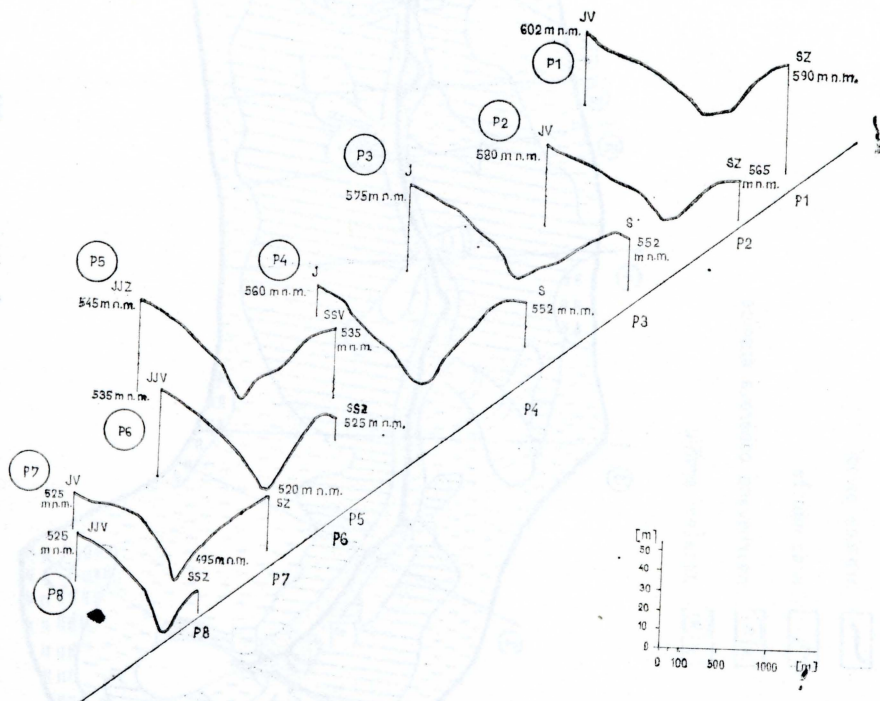 JV
602 m n.m.
P1
SZ
590 m n.m.
P2
JV
580 m n.m.
SZ
565
m n.m.
P1
P3
J
575 m n.m.
P2
S
552
m n.m.
P5
P4
J
JJZ
560 m n.m.
545 m n.m.
SSV
535
m n.m.
S
552 m n.m.
P3
JJV
535 m n.m.
SSZ
525 m n.m.
P4
P6
P7
JV
525
m n.m.
520 m n.m.
SZ
P5
P6
JJV
525
m n.m.
495 m n.m.
SSZ
P7
P8
P8
[m]
50
40
30
20
10
0
0 100 500 1000 [m]